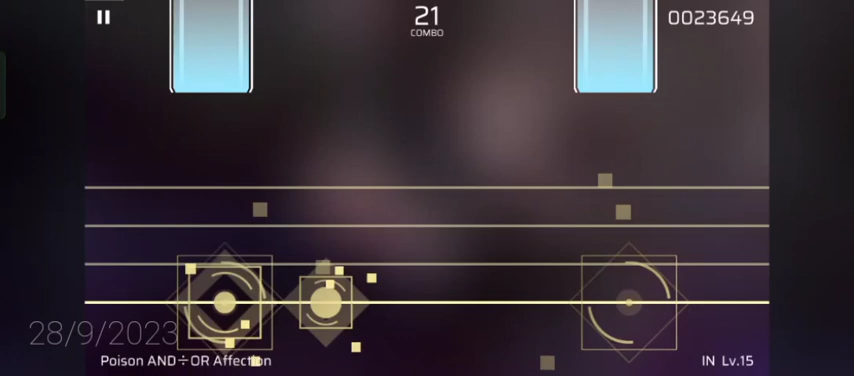 21
COMBO
0023649
28/9/2023
Poison AND÷OR Affection
IN Lv.15